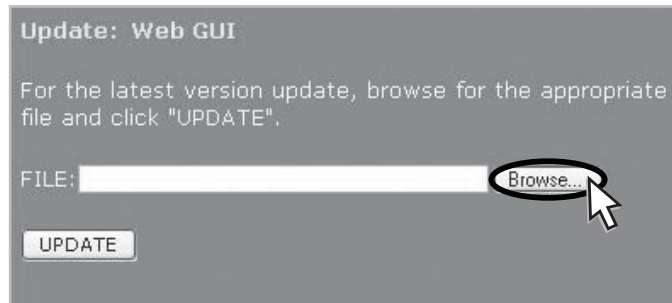 Update: Web GUI
For the latest version update, browse for the appropriate
file and click "UPDATE".
FILE: Browse...
UPDATE